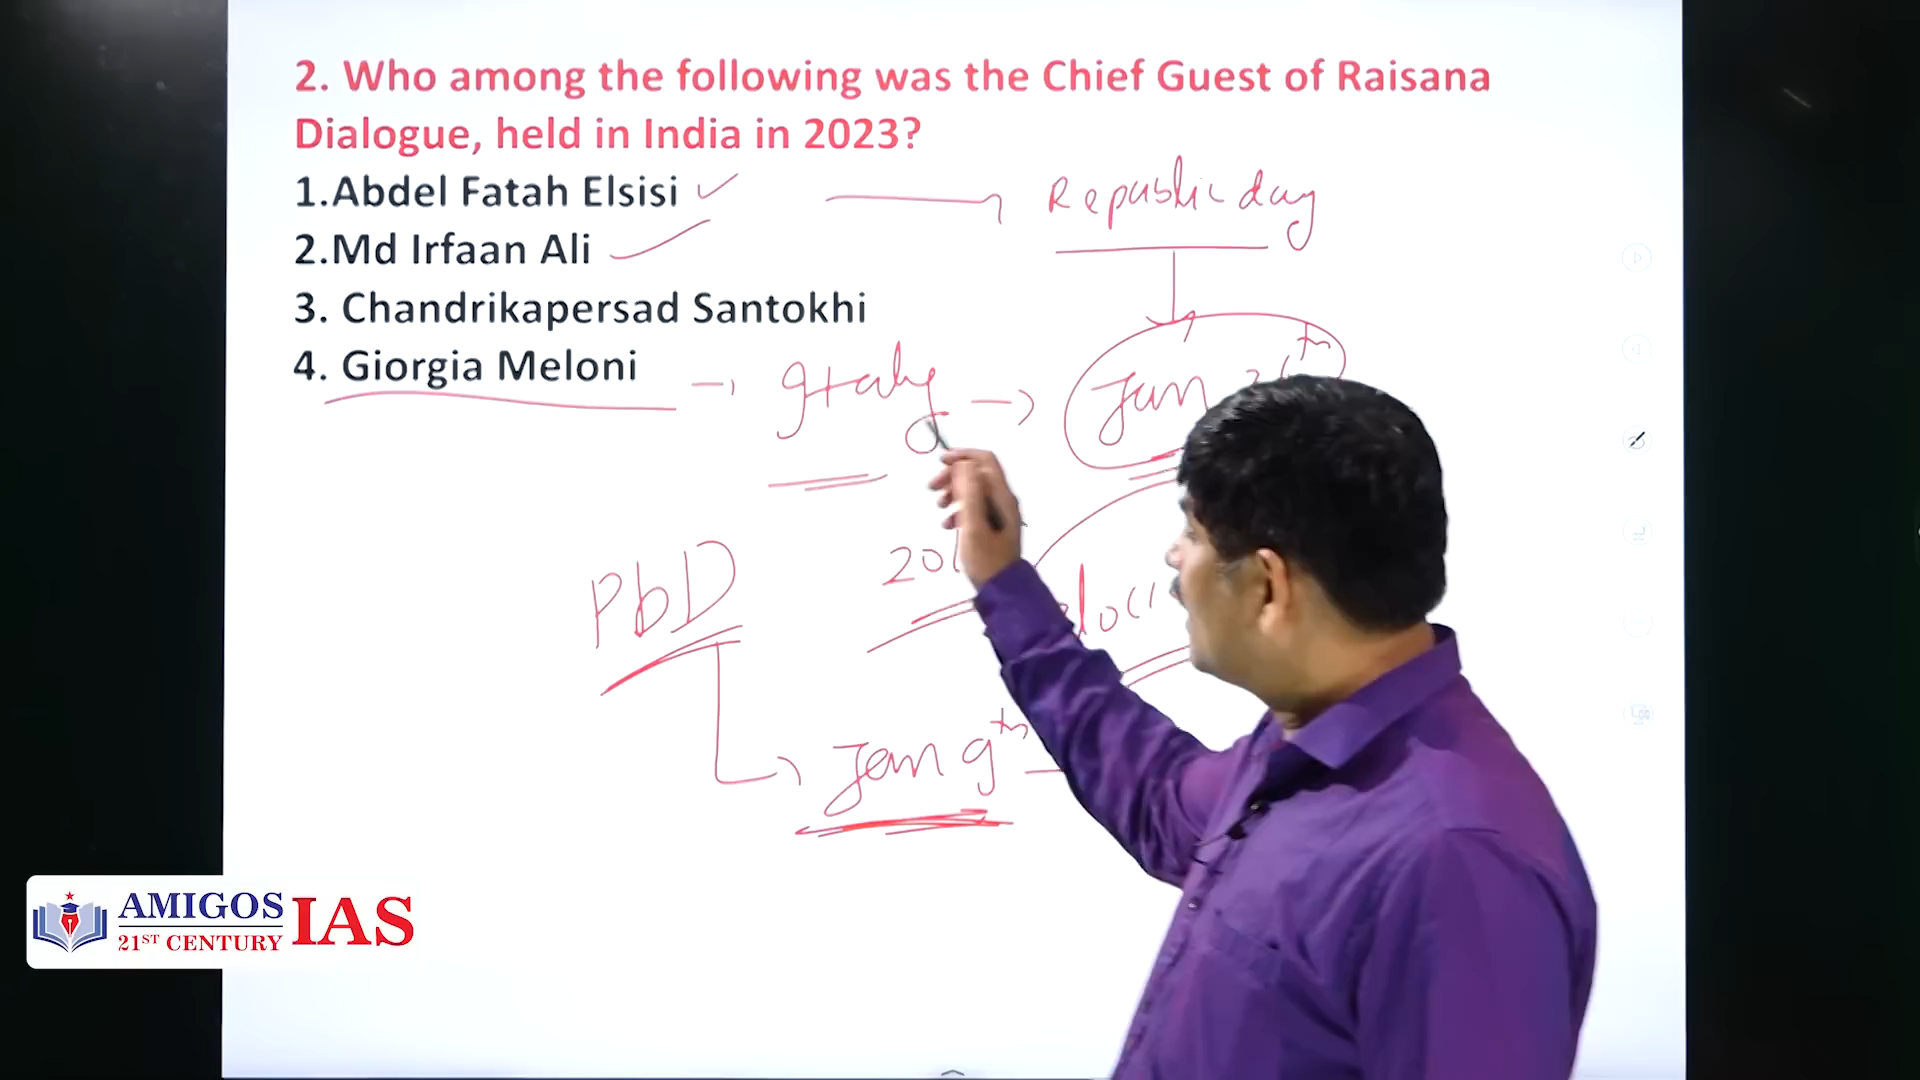 2. Who among the following was the Chief Guest of Raisana
Dialogue, held in India in 2023?
1.Abdel Fatah Elsisi
Republic day
2.Md Irfaan Ali
3. Chandrikapersad Santokhi
4. Giorgia Meloni
Italy
Jan
PbD
Jan 9th
AMIGOS
21ST CENTURY
IAS